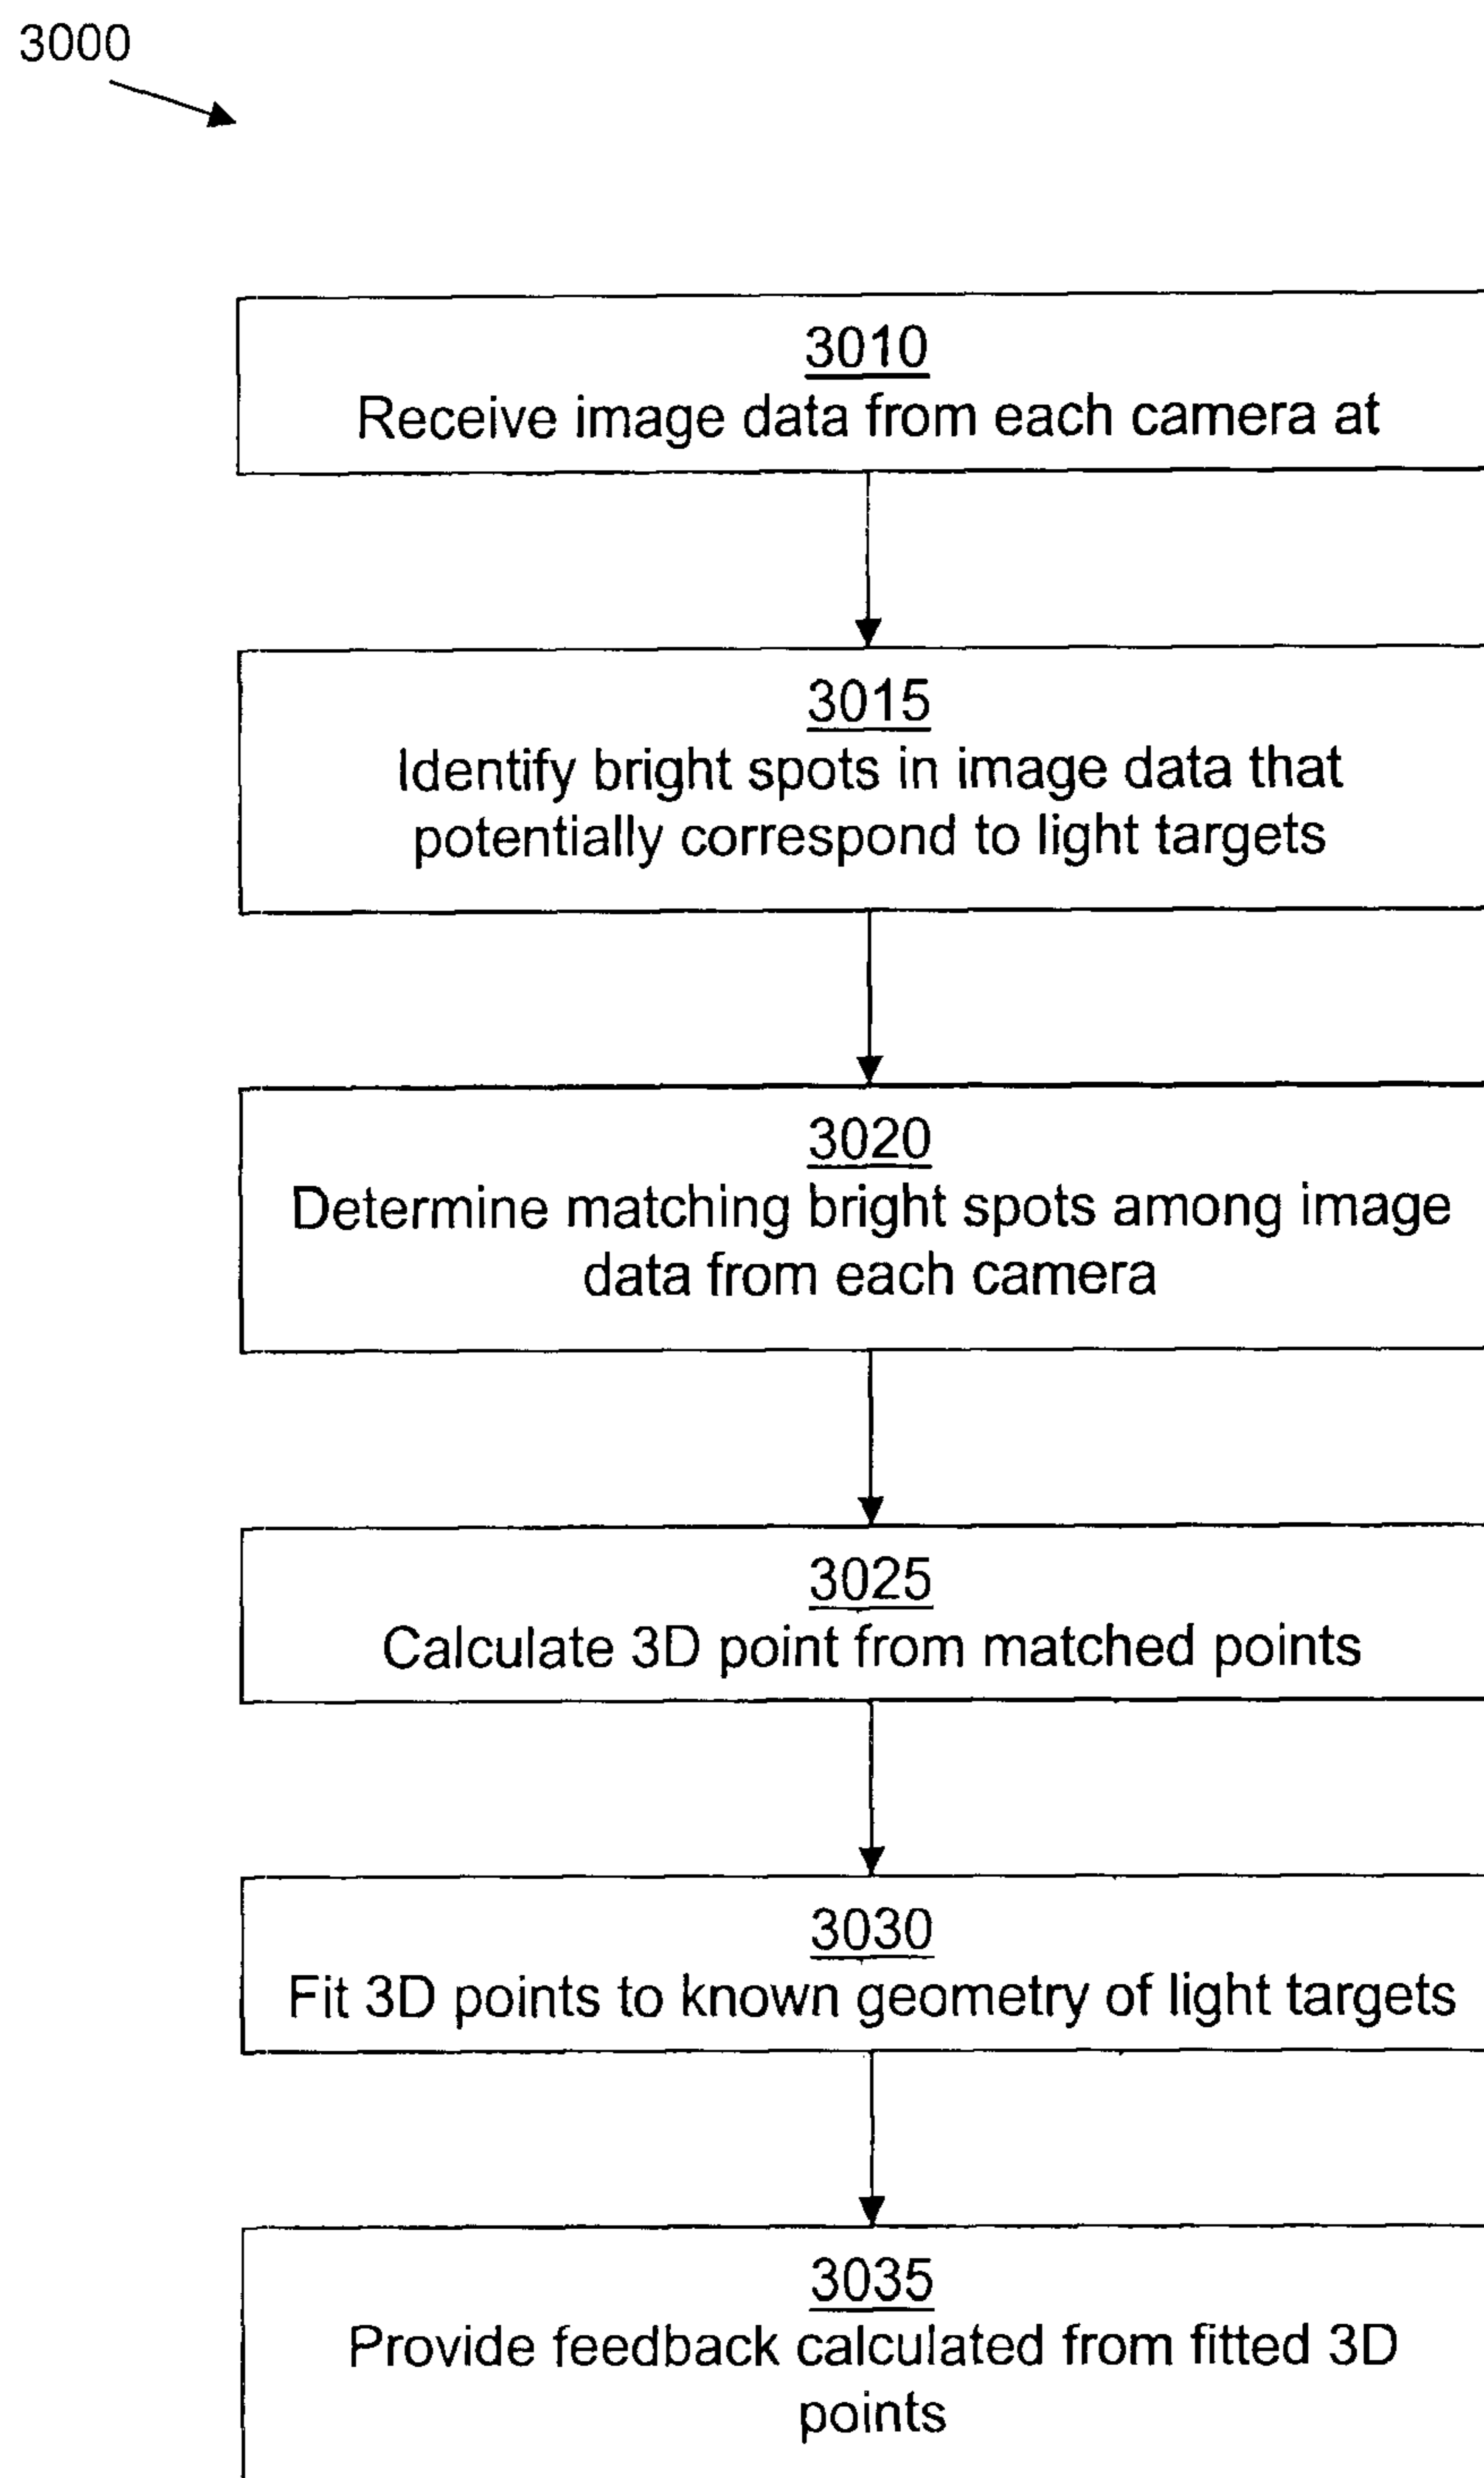 3000
3010
Receive image data from each camera at
3015
Identify bright spots in image data that
potentially correspond to light targets
3020
Determine matching bright spots among image
data from each camera
3025
Calculate 3D point from matched points
3030
Fit 3D points to known geometry of light targets
3035
Provide feedback calculated from fitted 3D
points